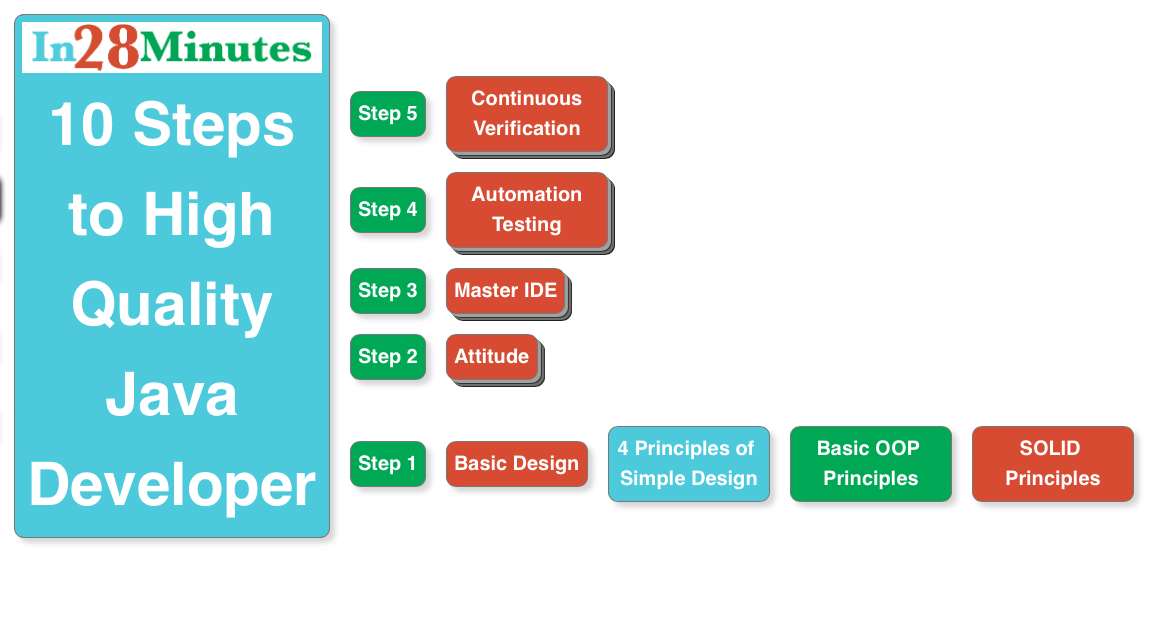 In28Minutes
10 Steps
to High
Quality
Java
Developer
Step 5
Continuous
Verification
Step 4
Automation
Testing
Step 3
Master IDE
Step 2
Attitude
Step 1
Basic Design
4 Principles of
Simple Design
Basic OOP
Principles
SOLID
Principles